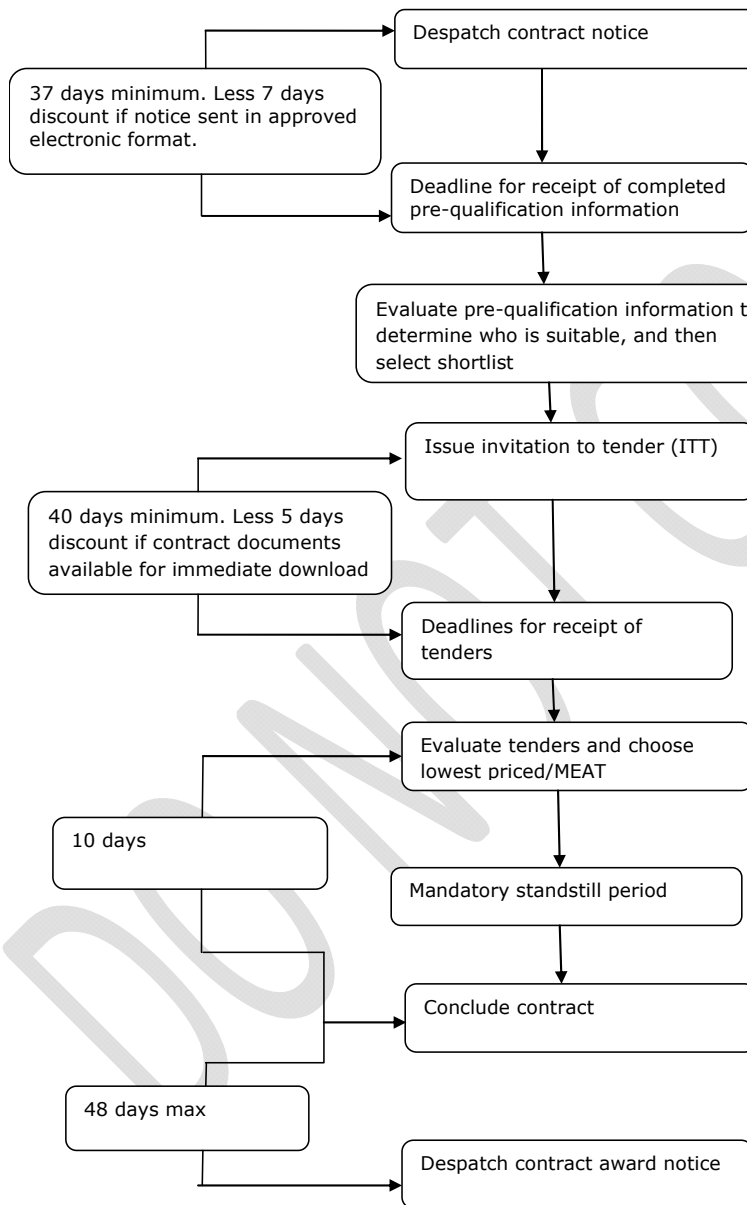 Despatch contract notice
37 days minimum. Less 7 days
discount if notice sent in approved
electronic format.
Deadline for receipt of completed
pre-qualification information
Evaluate pre-qualification information t
determine who is suitable, and then
select shortlist
Issue invitation to tender (ITT)
40 days minimum. Less 5 days
discount if contract documents
available for immediate download
Deadlines for receipt of
tenders
Evaluate tenders and choose
lowest priced/MEAT
10 days
Mandatory standstill period
Conclude contract
48 days max
Despatch contract award notice
DO NOT